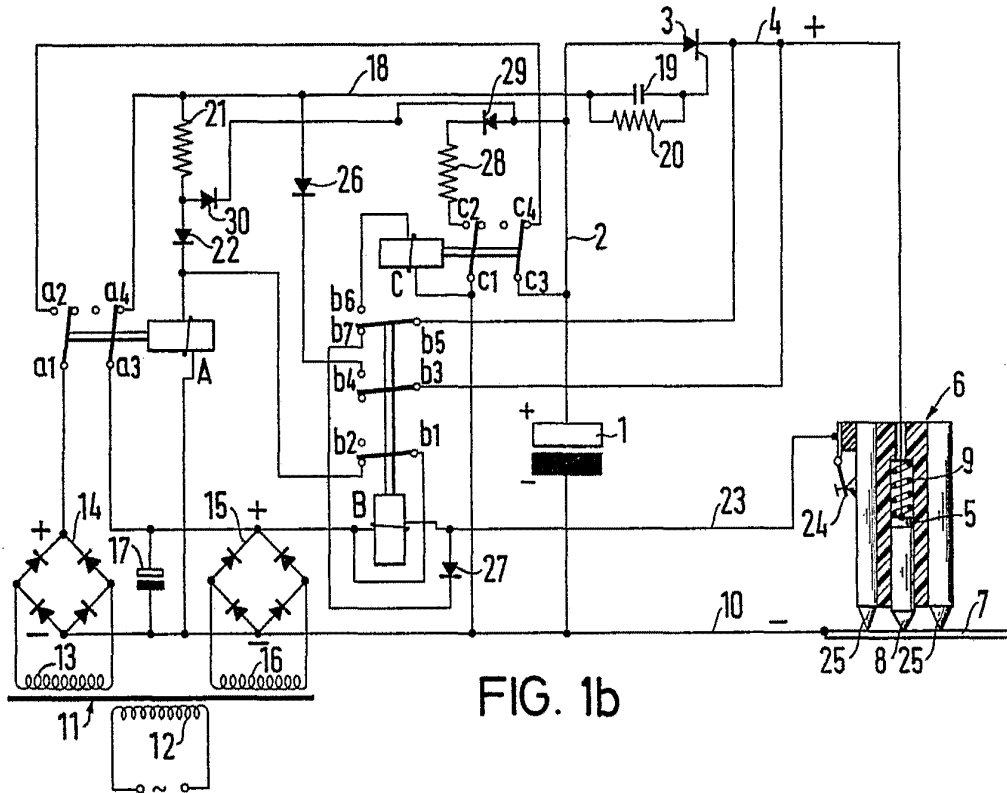 3 4 +
18 19
29
21
20
26 28
30
c2 c4
22 2
C c1 c3
a2 a4 b6
b7 b5
a1 a3 A b4 b3
6
+ 1
b2 b1
9
-
B 23
24 5
+ 14 15 +
17 27
10 - 7
- -
13 16 25 8 25
11 12
FIG. 1b
~